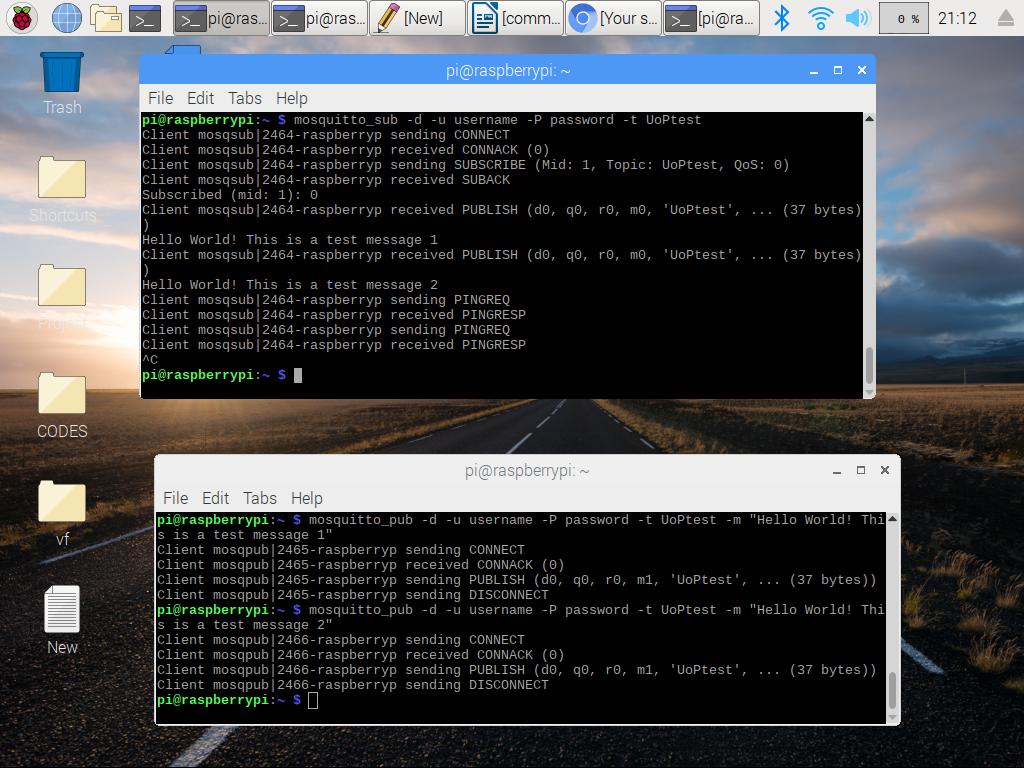 pi@ras...
pi@ras...
[New]
[comm...
[Your s...
[pi@ra...
0 %
21:12
Trash
Shortcuts
CODES
vf
New
pi@raspberrypi: ~
File Edit Tabs Help
pi@raspberrypi:~ $ mosquitto_sub -d -u username -P password -t UoPtest
Client mosqsub|2464-raspberryp sending CONNECT
Client mosqsub|2464-raspberryp received CONNACK (0)
Client mosqsub|2464-raspberryp sending SUBSCRIBE (Mid: 1, Topic: UoPtest, QoS: 0)
Client mosqsub|2464-raspberryp received SUBACK
Subscribed (mid: 1): 0
Client mosqsub|2464-raspberryp received PUBLISH (d0, q0, r0, m0, 'UoPtest', ... (37 bytes)
)
Hello World! This is a test message 1
Client mosqsub|2464-raspberryp received PUBLISH (d0, q0, r0, m0, 'UoPtest', ... (37 bytes)
)
Hello World! This is a test message 2
Client mosqsub|2464-raspberryp sending PINGREQ
Client mosqsub|2464-raspberryp received PINGRESP
Client mosqsub|2464-raspberryp sending PINGREQ
Client mosqsub|2464-raspberryp received PINGRESP
^C
pi@raspberrypi:~ $
pi@raspberrypi: ~
File Edit Tabs Help
pi@raspberrypi:~ $ mosquitto_pub -d -u username -P password -t UoPtest -m "Hello World! Thi
s is a test message 1"
Client mosqpub|2465-raspberryp sending CONNECT
Client mosqpub|2465-raspberryp received CONNACK (0)
Client mosqpub|2465-raspberryp sending PUBLISH (d0, q0, r0, m1, 'UoPtest', ... (37 bytes))
Client mosqpub|2465-raspberryp sending DISCONNECT
pi@raspberrypi:~ $ mosquitto_pub -d -u username -P password -t UoPtest -m "Hello World! Thi
s is a test message 2"
Client mosqpub|2466-raspberryp sending CONNECT
Client mosqpub|2466-raspberryp received CONNACK (0)
Client mosqpub|2466-raspberryp sending PUBLISH (d0, q0, r0, m1, 'UoPtest', ... (37 bytes))
Client mosqpub|2466-raspberryp sending DISCONNECT
pi@raspberrypi:~ $